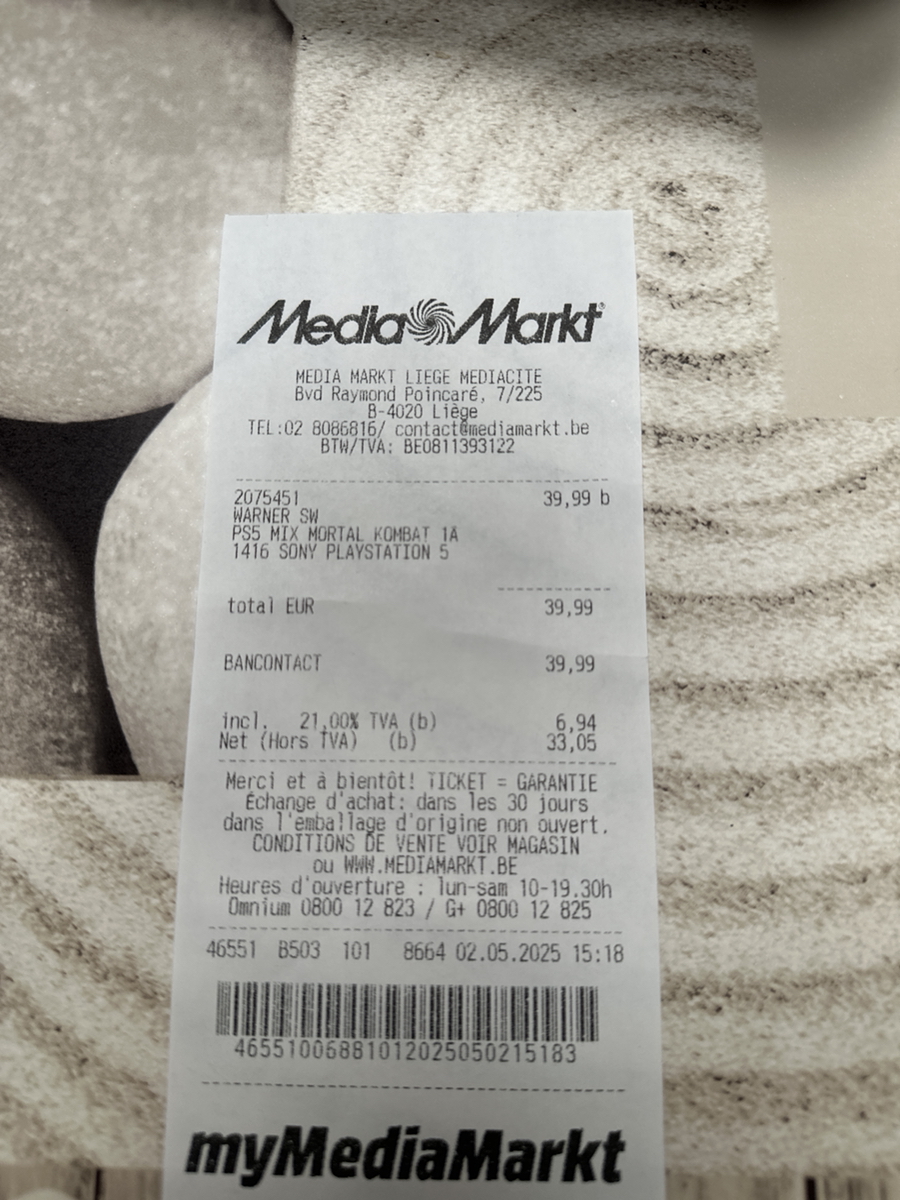 Media Markt®
MEDIA MARKT LIEGE MEDIACITE
Bvd Raymond Poincaré, 7/225
B-4020 Liège
TEL:02 8086816/ contact@mediamarkt.be
BTW/TVA: BE0811393122
2075451 39,99 b
WARNER SW
PS5 MIX MORTAL KOMBAT 1A
1416 SONY PLAYSTATION 5
total EUR 39,99
BANCONTACT 39,99
incl. 21,00% TVA (b) 6,94
Net (Hors TVA) (b) 33,05
Merci et à bientôt! TICKET = GARANTIE
Échange d'achat: dans les 30 jours
dans l'emballage d'origine non ouvert.
CONDITIONS DE VENTE VOIR MAGASIN
ou WWW.MEDIAMARKT.BE
Heures d'ouverture : lun-sam 10-19.30h
Omnium 0800 12 823 / G+ 0800 12 825
46551 B503 101 8664 02.05.2025 15:18
46551006881012025050215183
myMediaMarkt